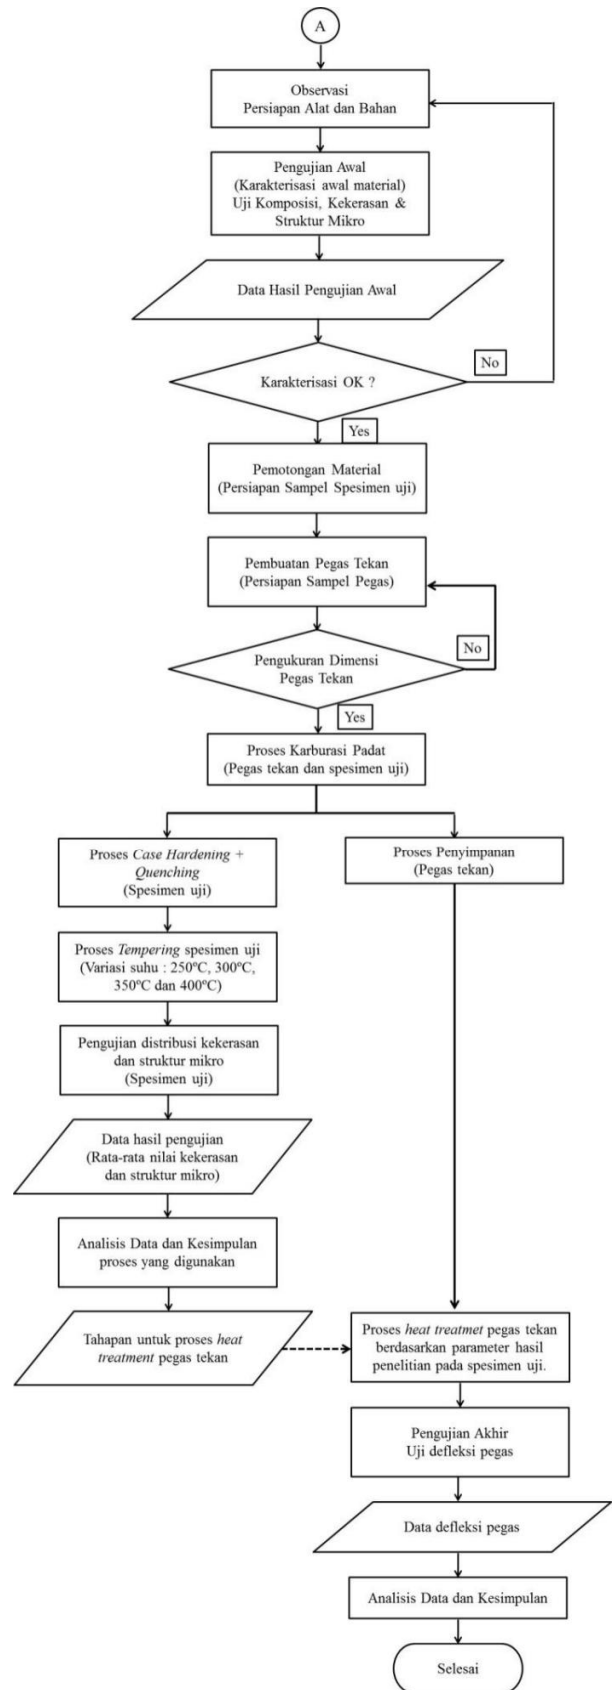 A
Observasi
Persiapan Alat dan Bahan
Pengujian Awal
(Karakterisasi awal material)
Uji Komposisi, Kekerasan &
Struktur Mikro
Data Hasil Pengujian Awal
Karakterisasi OK ?
No
Yes
Pemotongan Material
(Persiapan Sampel Spesimen uji)
Pembuatan Pegas Tekan
(Persiapan Sampel Pegas)
Pengukuran Dimensi
Pegas Tekan
No
Yes
Proses Karburasi Padat
(Pegas tekan dan spesimen uji)
Proses Case Hardening +
Quenching
(Spesimen uji)
Proses Penyimpanan
(Pegas tekan)
Proses Tempering spesimen uji
(Variasi suhu : 250ºC, 300ºC,
350ºC dan 400ºC)
Pengujian distribusi kekerasan
dan struktur mikro
(Spesimen uji)
Data hasil pengujian
(Rata-rata nilai kekerasan
dan struktur mikro)
Analisis Data dan Kesimpulan
proses yang digunakan
Tahapan untuk proses heat
treatment pegas tekan
Proses heat treatmet pegas tekan
berdasarkan parameter hasil
penelitian pada spesimen uji.
Pengujian Akhir
Uji defleksi pegas
Data defleksi pegas
Analisis Data dan Kesimpulan
Selesai